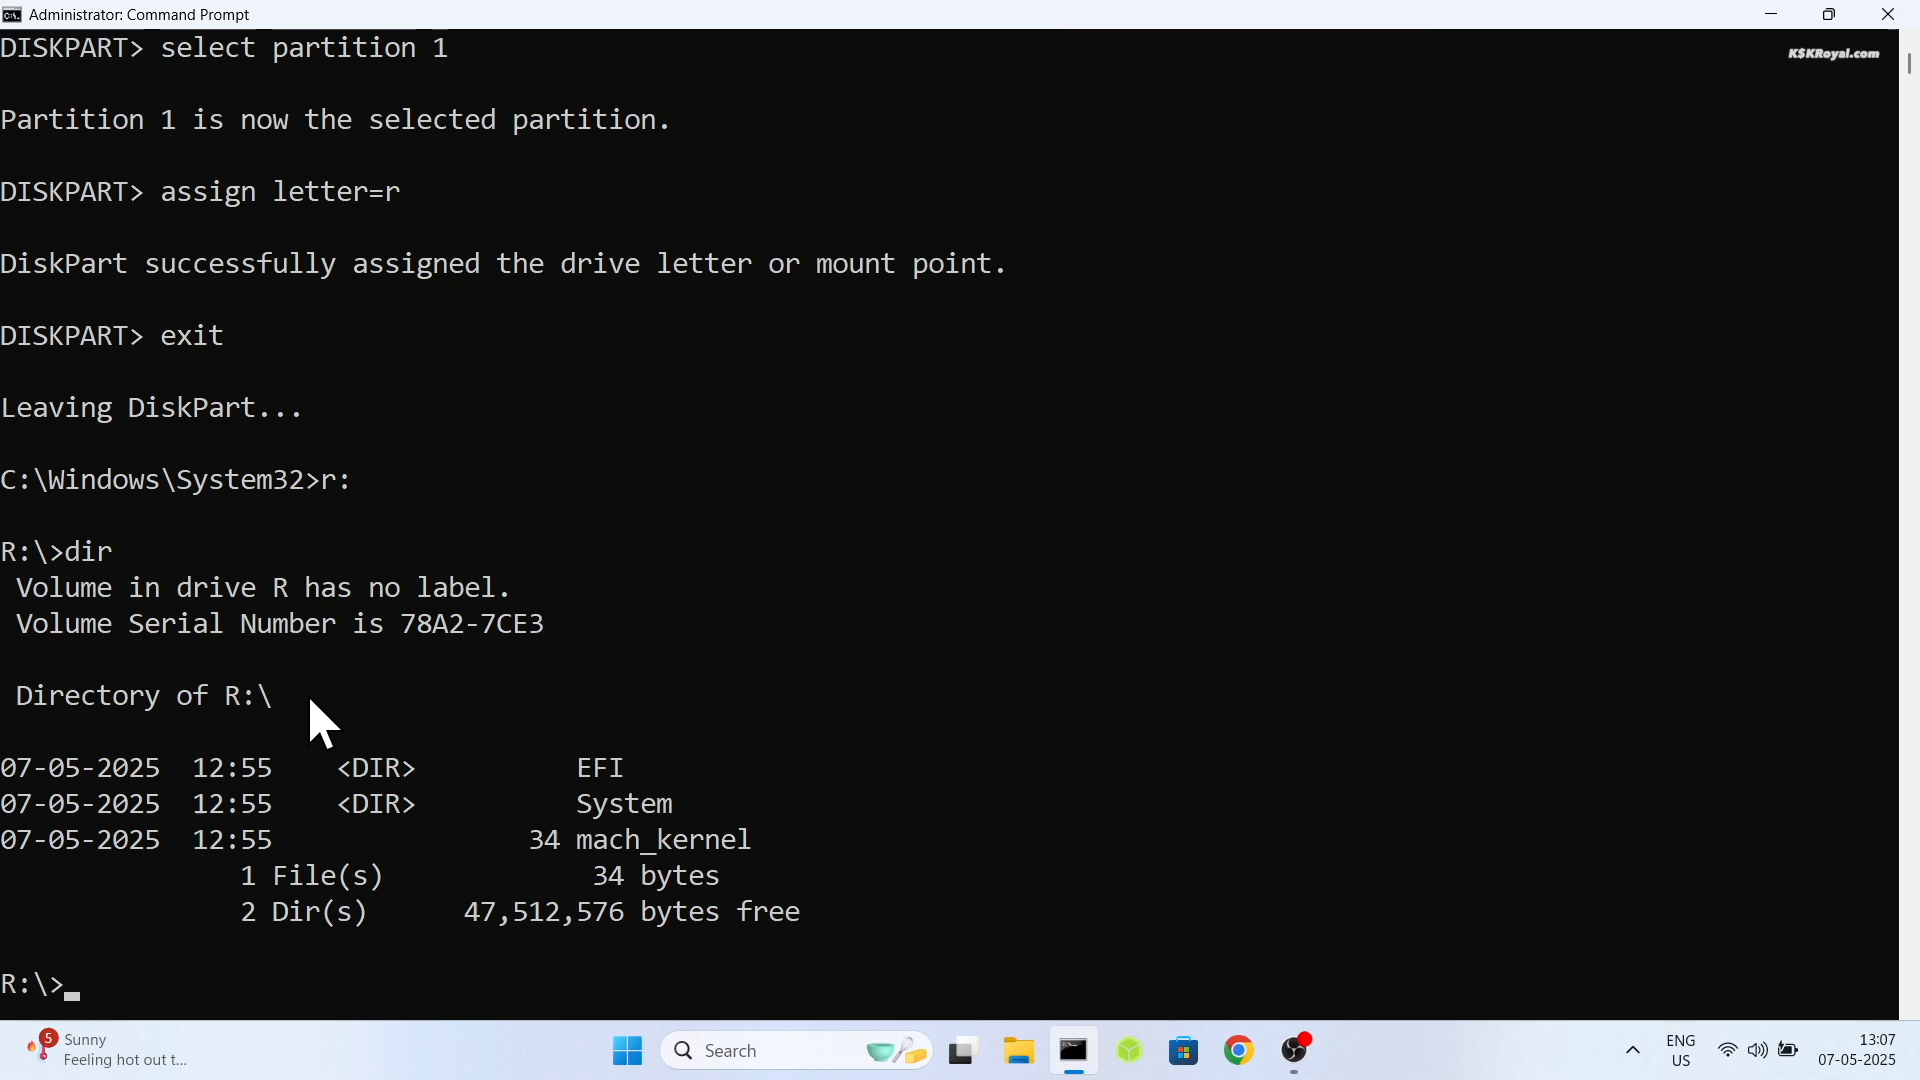 Administrator: Command Prompt
DISKPART> select partition 1
K$KRoyal.com
Partition 1 is now the selected partition.
DISKPART> assign letter=r
DiskPart successfully assigned the drive letter or mount point.
DISKPART> exit
Leaving DiskPart...
C:\Windows\System32>r:
R:\>dir
Volume in drive R has no label.
Volume Serial Number is 78A2-7CE3
Directory of R:\
07-05-2025 12:55 <DIR> EFI
07-05-2025 12:55 <DIR> System
07-05-2025 12:55 34 mach_kernel
1 File(s) 34 bytes
2 Dir(s) 47,512,576 bytes free
R:\>
5
Sunny
Feeling hot out t...
Search
ENG
US
13:07
07-05-2025